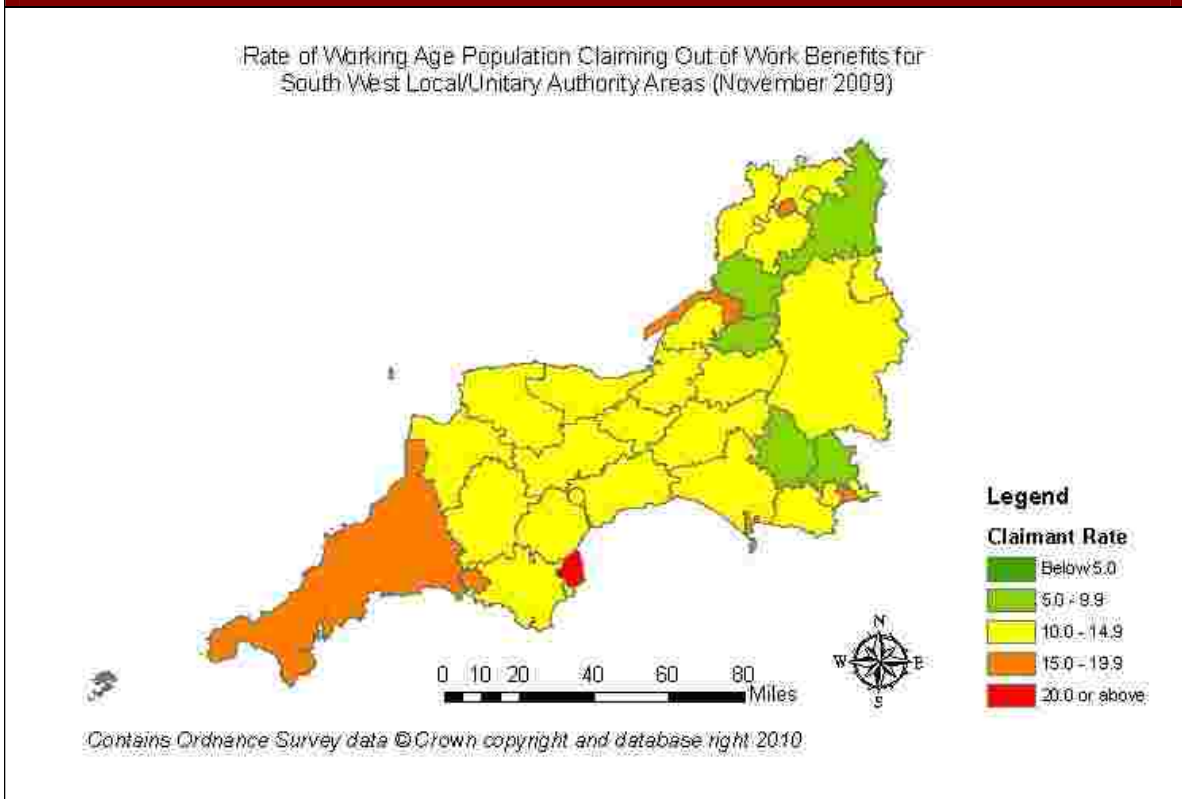 Rate of Working Age Population Claiming Out of Work Benefits for
South West Local/Unitary Authority Areas (November 2009)
Legend
Claimant Rate
Below 5.0
5.0 - 9.9
10.0 - 14.9
15.0 - 19.9
20.0 or above
N
W E
S
0 10 20 40 60 80
Miles
Contains Ordnance Survey data © Crown copyright and database right 2010